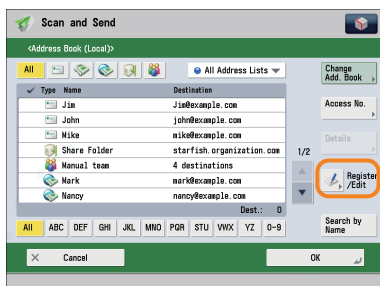 Scan and Send
<Address Book (Local)>
All
All Address Lists
Change
Add. Book
Type Name Destination
Jim Jim@example.com
John john@example.com
Mike mike@example.com
Share Folder starfish.organization.com
Manual team 4 destinations
Mark mark@example.com
Nancy nancy@example.com
Dest.: 0
Access No.
Details
1/2
Register
/Edit
All ABC DEF GHI JKL MNO PQR STU VWX YZ 0-9
Search by
Name
× Cancel
OK